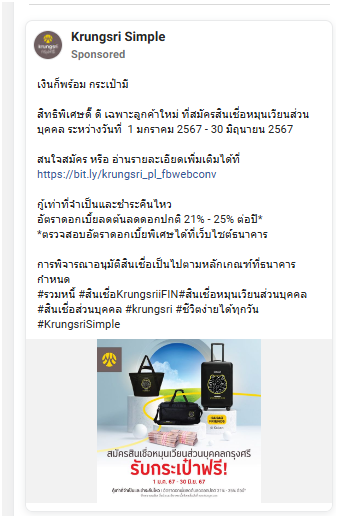 Krungsri Simple
Sponsored
เงินก็พร้อม กระเป๋ามี
สิทธิพิเศษดี๊ ดี เฉพาะลูกค้าใหม่ ที่สมัครสินเชื่อหมุนเวียนส่วน
บุคคล ระหว่างวันที่ 1 มกราคม 2567 - 30 มิถุนายน 2567
สนใจสมัคร หรือ อ่านรายละเอียดเพิ่มเติมได้ที่
https://bit.ly/krungsri_pl_fbwebconv
กู้เท่าที่จำเป็นและชำระคืนไหว
อัตราดอกเบี้ยลดต้นลดดอกปกติ 21% - 25% ต่อปี*
*ตรวจสอบอัตราดอกเบี้ยพิเศษได้ที่เว็บไซต์ธนาคาร
การพิจารณาอนุมัติสินเชื่อเป็นไปตามหลักเกณฑ์ที่ธนาคาร
กำหนด
#รวมหนี้ #สินเชื่อKrungsriiFIN#สินเชื่อหมุนเวียนส่วนบุคคล
#สินเชื่อส่วนบุคคล #krungsri #ชีวิตง่ายได้ทุกวัน
#KrungsriSimple
สมัครสินเชื่อหมุนเวียนส่วนบุคคลกรุงศรี
รับกระเป๋าฟรี!
1 ม.ค. 67 - 30 มิ.ย. 67